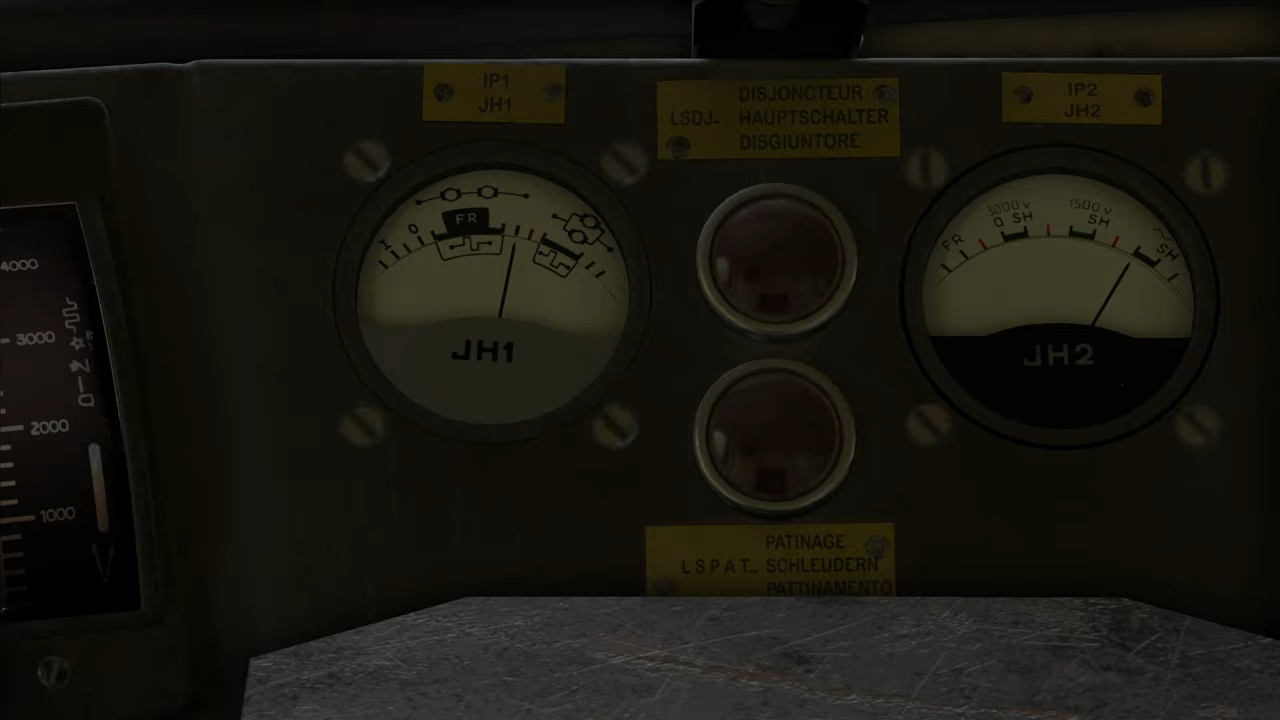 IP1
JH1
DISJONCTEUR
LSDJ- HAUPTSCHALTER
DISGIUNTORE
IP2
JH2
1 0 FR
JH1
FR 0 3000 v SH 1500 v SH ~ SH
JH2
4000
3000
2000
1000
V
PATINAGE
LSPAT- SCHLEUDERN
PATTINAMENTO